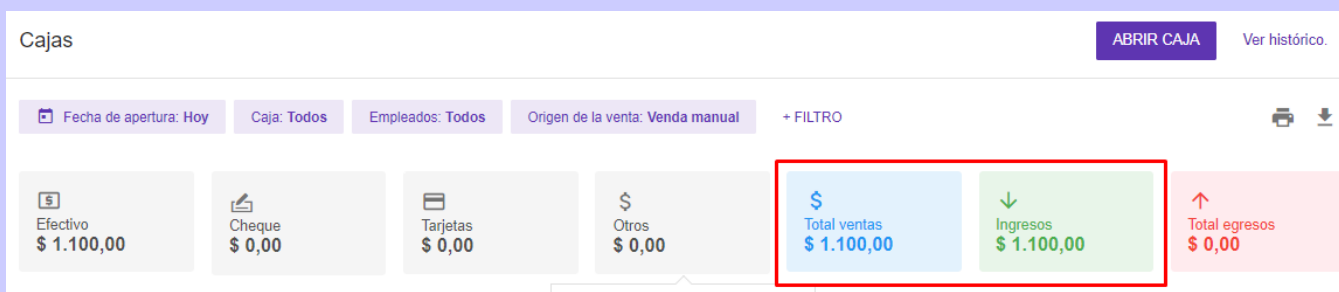 Cajas
ABRIR CAJA
Ver histórico.
Fecha de apertura: Hoy
Caja: Todos
Empleados: Todos
Origen de la venta: Venda manual
+ FILTRO
Efectivo
$ 1.100,00
Cheque
$ 0,00
Tarjetas
$ 0,00
Otros
$ 0,00
Total ventas
$ 1.100,00
Ingresos
$ 1.100,00
Total egresos
$ 0,00